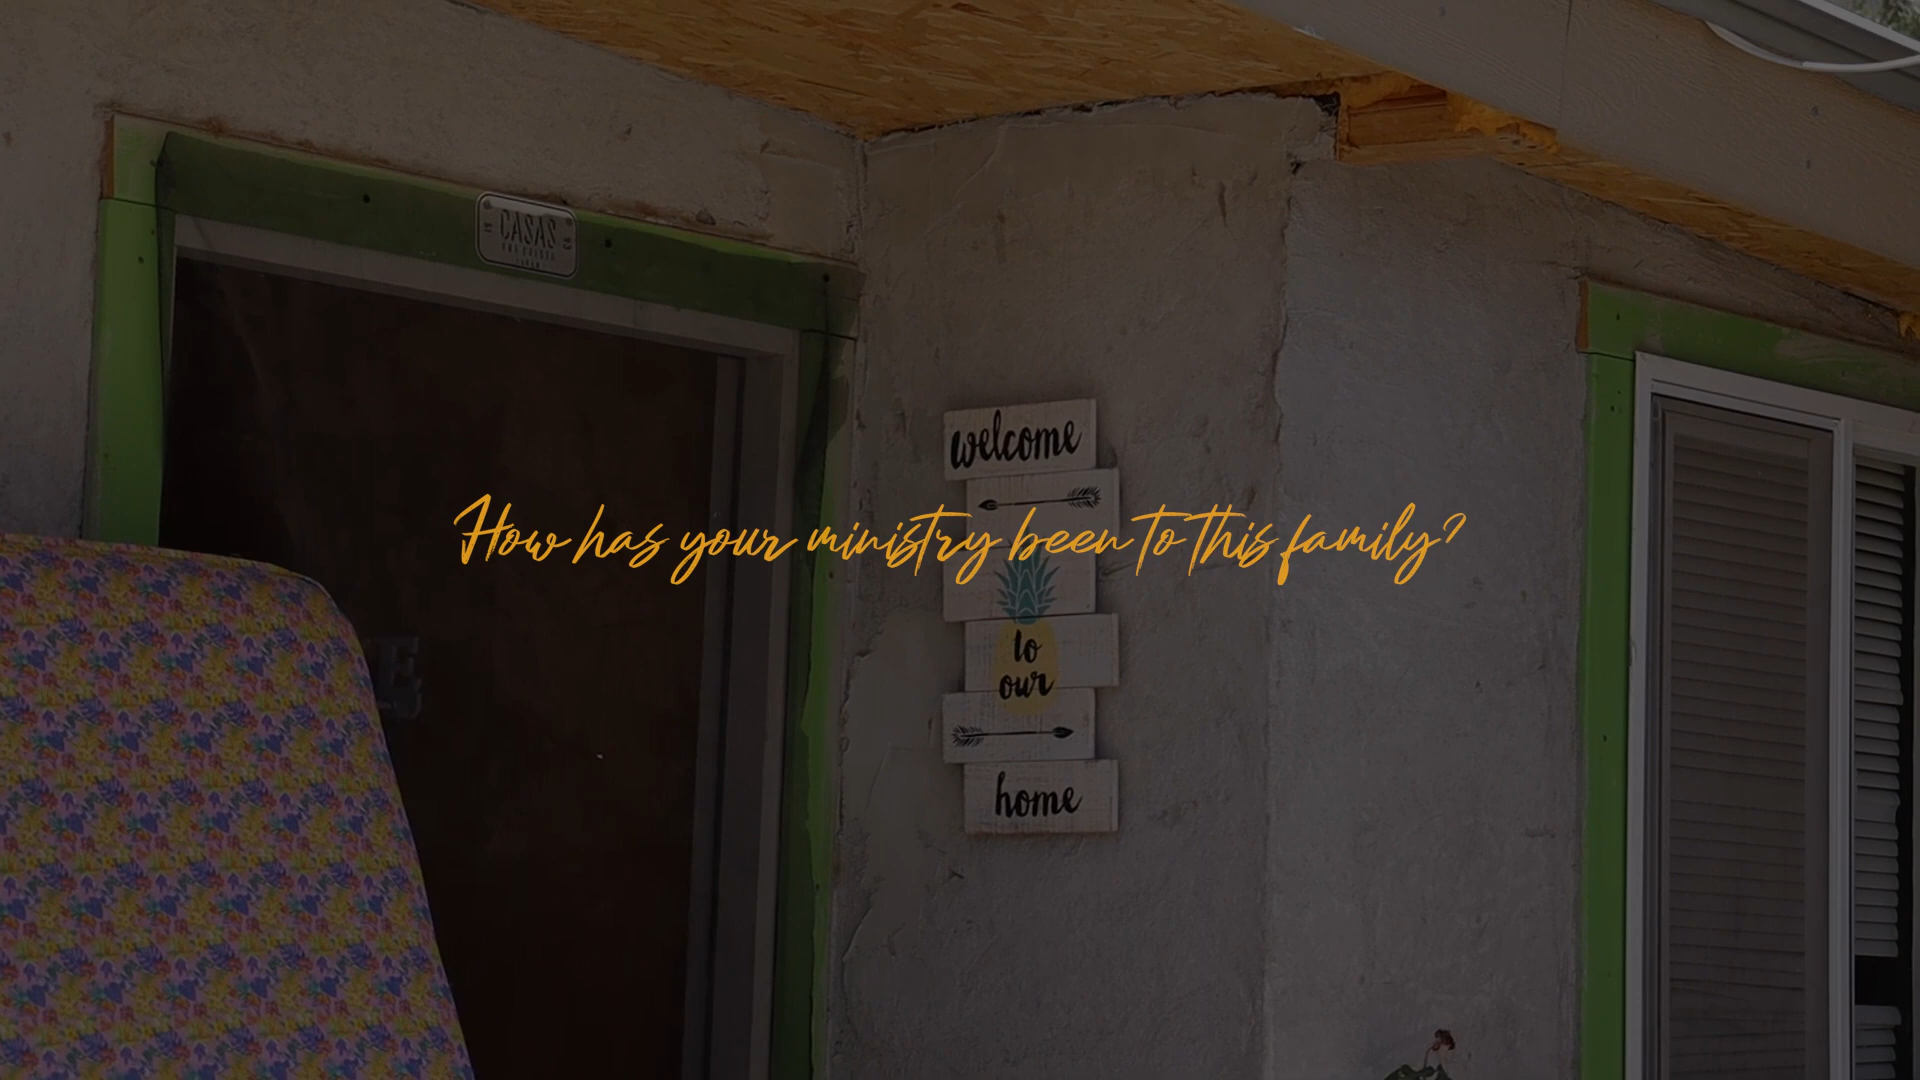 CASAS
How has your ministry been to this family?
welcome
to
our
home